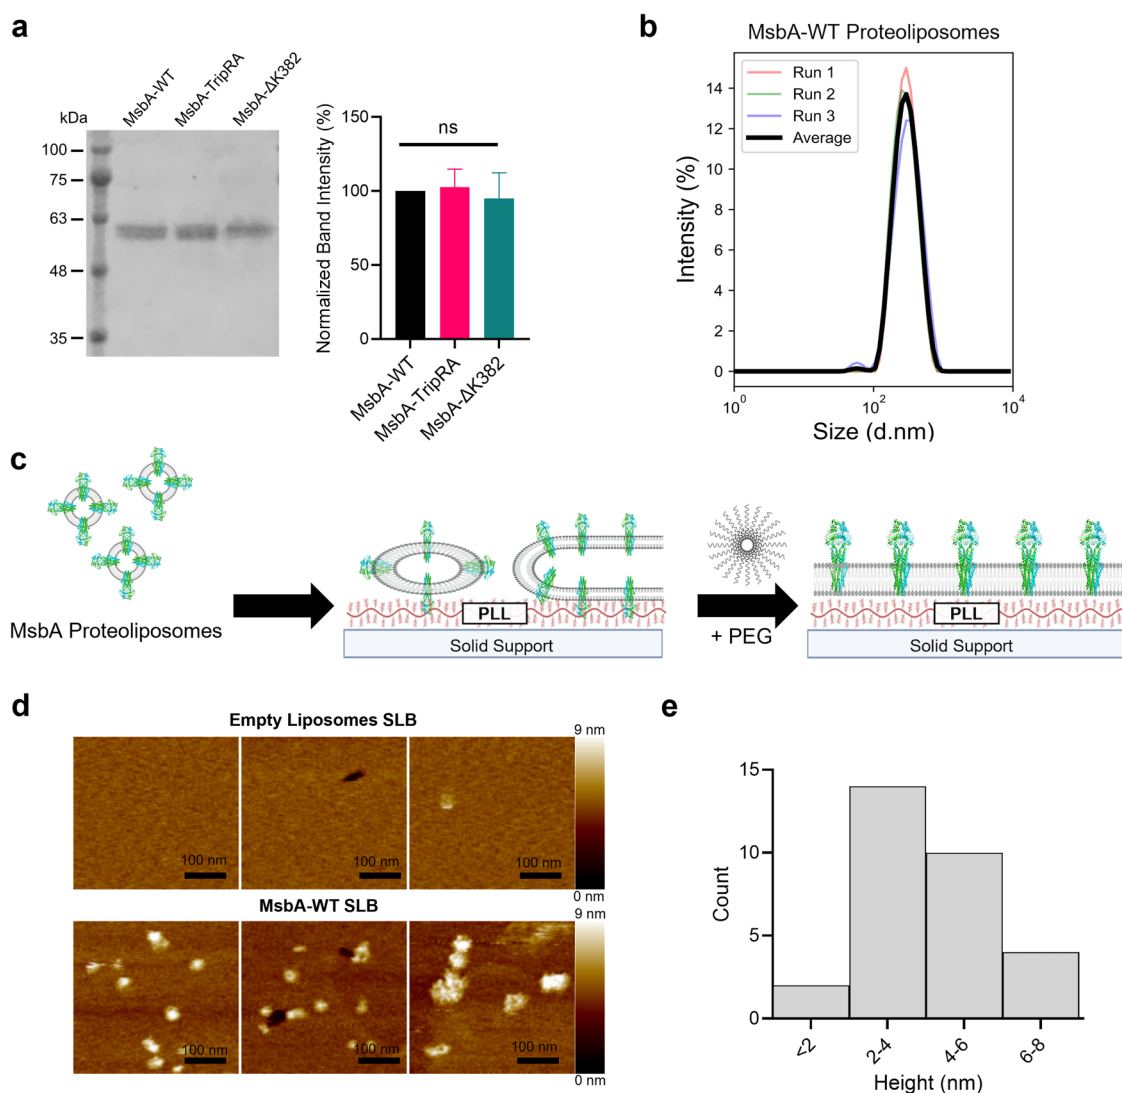 a
MsbA-WT
MsbA-TripRA
MsbA-ΔK382
kDa
100
75
63
48
35
Normalized Band Intensity (%)
150
100
50
0
ns
MsbA-WT
MsbA-TripRA
MsbA-ΔK382
b
MsbA-WT Proteoliposomes
Run 1
Run 2
Run 3
Average
Intensity (%)
14
12
10
8
6
4
2
0
10⁰
10²
10⁴
Size (d.nm)
c
MsbA Proteoliposomes
PLL
Solid Support
+ PEG
PLL
Solid Support
d
Empty Liposomes SLB
9 nm
100 nm
100 nm
100 nm
0 nm
MsbA-WT SLB
9 nm
100 nm
100 nm
100 nm
0 nm
e
Count
15
10
5
0
<2
2-4
4-6
6-8
Height (nm)